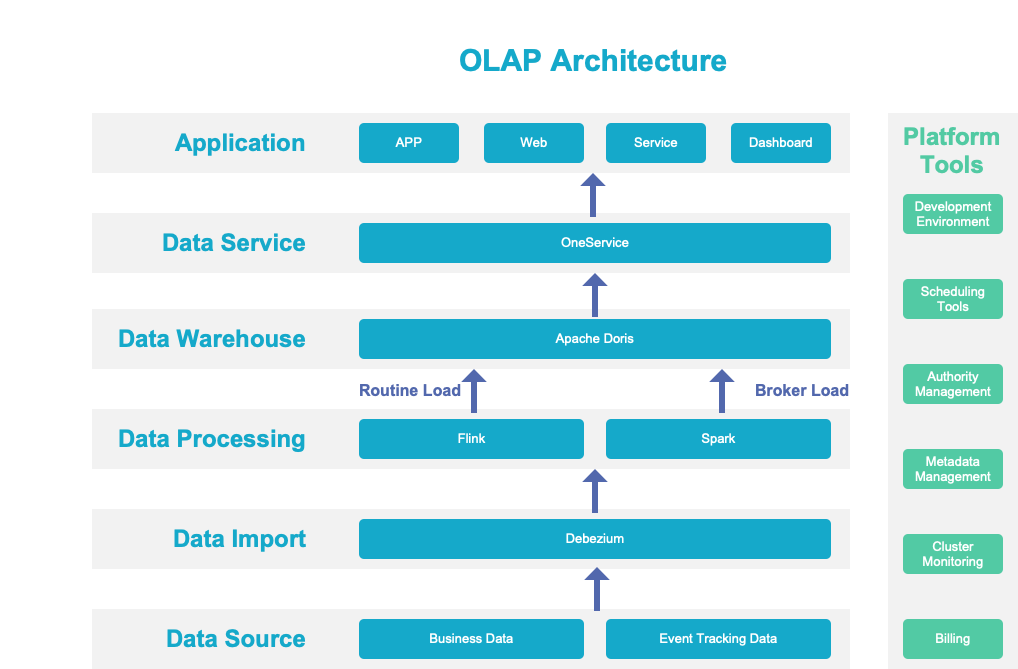 OLAP Architecture
Application
APP
Web
Service
Dashboard
Data Service
OneService
Data Warehouse
Apache Doris
Routine Load
Broker Load
Data Processing
Flink
Spark
Data Import
Debezium
Data Source
Business Data
Event Tracking Data
Platform
Tools
Development
Environment
Scheduling
Tools
Authority
Management
Metadata
Management
Cluster
Monitoring
Billing